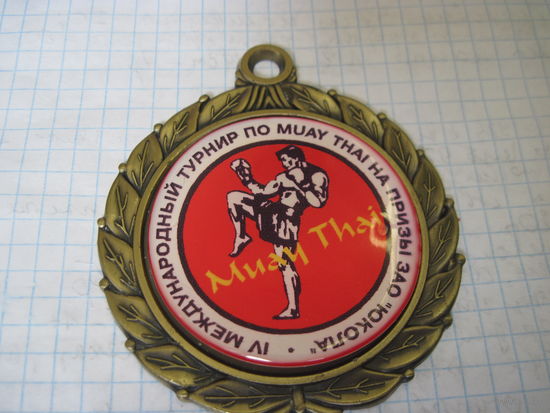 IV МЕЖДУНАРОДНЫЙ ТУРНИР ПО MUAY THAI НА ПРИЗЫ ЗАО "ЮКОЛА"
Muay Thai